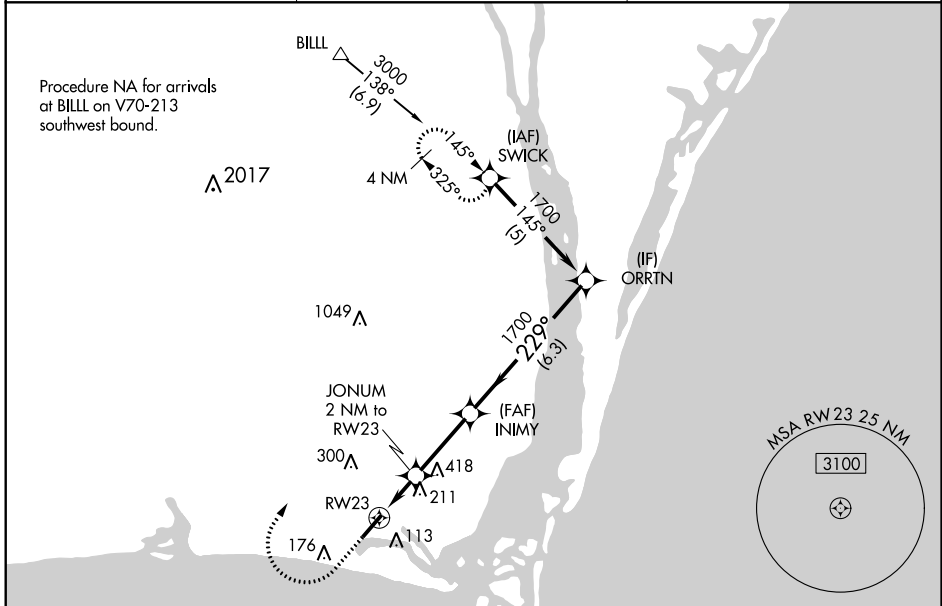 BILLL
3000
138°
(6.9)
Procedure NA for arrivals
at BILLL on V70-213
southwest bound.
145°
325°
4 NM
(IAF)
SWICK
2017
1700
145°
(5)
(IF)
ORRTN
1049
1700
229°
(6.3)
JONUM
2 NM to
RW23
(FAF)
INIMY
300
418
211
RW23
113
176
MSA RW 23 25 NM
3100